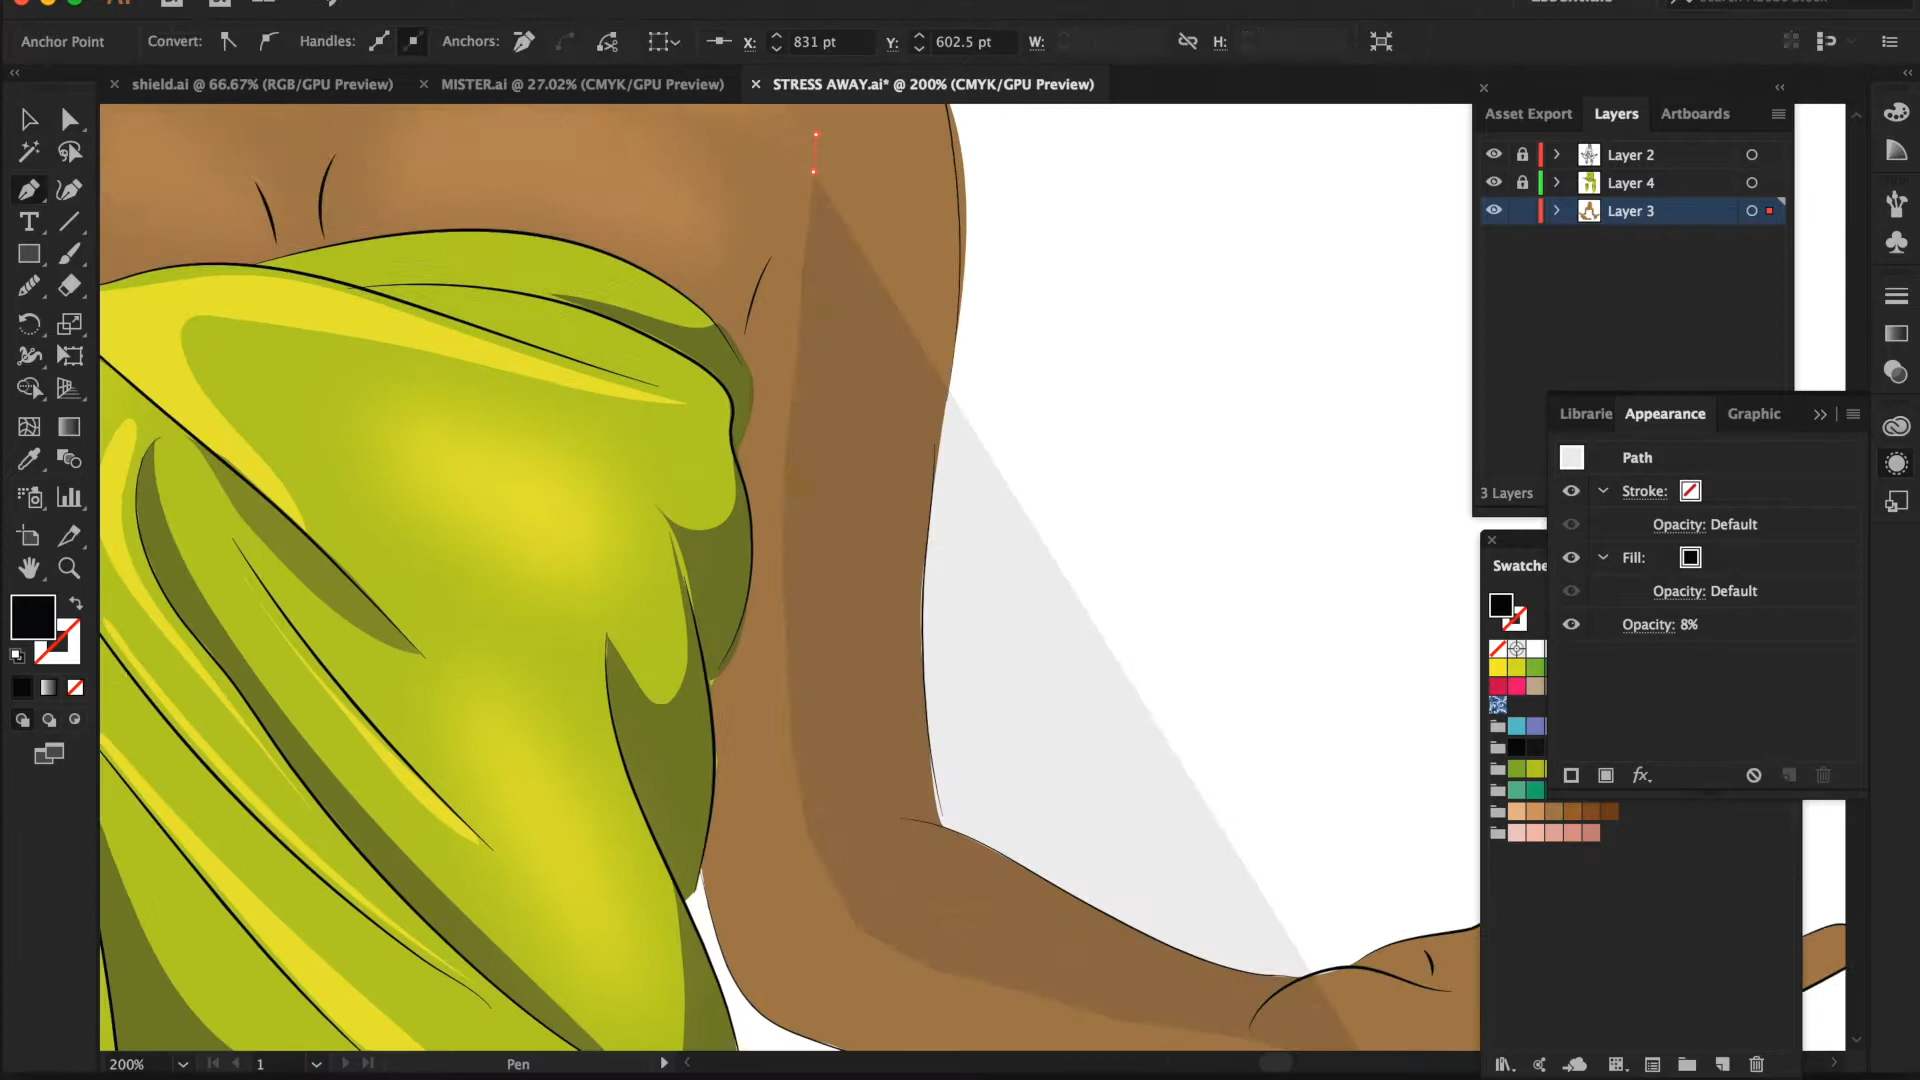 Anchor Point Convert: Handles: Anchors: X: 831 pt Y: 602.5 pt W: H:
shield.ai @ 66.67% (RGB/GPU Preview) MISTER.ai @ 27.02% (CMYK/GPU Preview) STRESS AWAY.ai* @ 200% (CMYK/GPU Preview)
Asset Export Layers Artboards
Layer 2
Layer 4
Layer 3
3 Layers
Librarie Appearance Graphic
Path
Stroke:
Opacity: Default
Fill:
Opacity: Default
Opacity: 8%
Swatche
200% 1 Pen